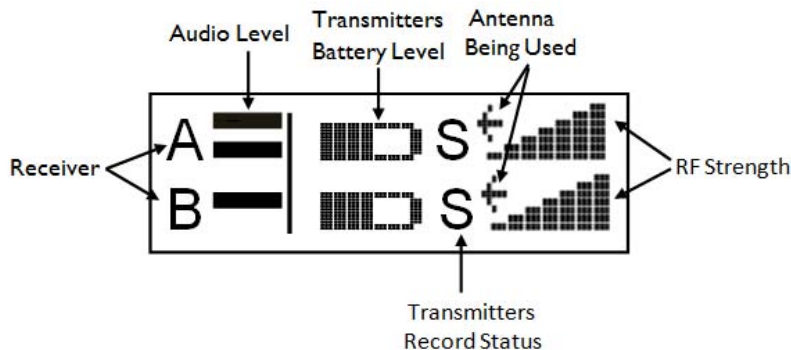 Audio Level
Transmitters
Battery Level
Antenna
Being Used
A
S
Receiver
RF Strength
B
S
Transmitters
Record Status